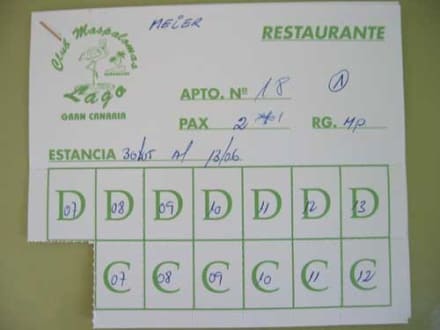 MEIER
RESTAURANTE
Club Maspalomas
Lago
GRAN CANARIA
APTO. Nº 18 1
PAX 2 RG. MP
ESTANCIA 30/05 Al 13/06
D 07 D 08 D 09 D 10 D 11 D 12 D 13
C 07 C 08 C 09 C 10 C 11 C 12